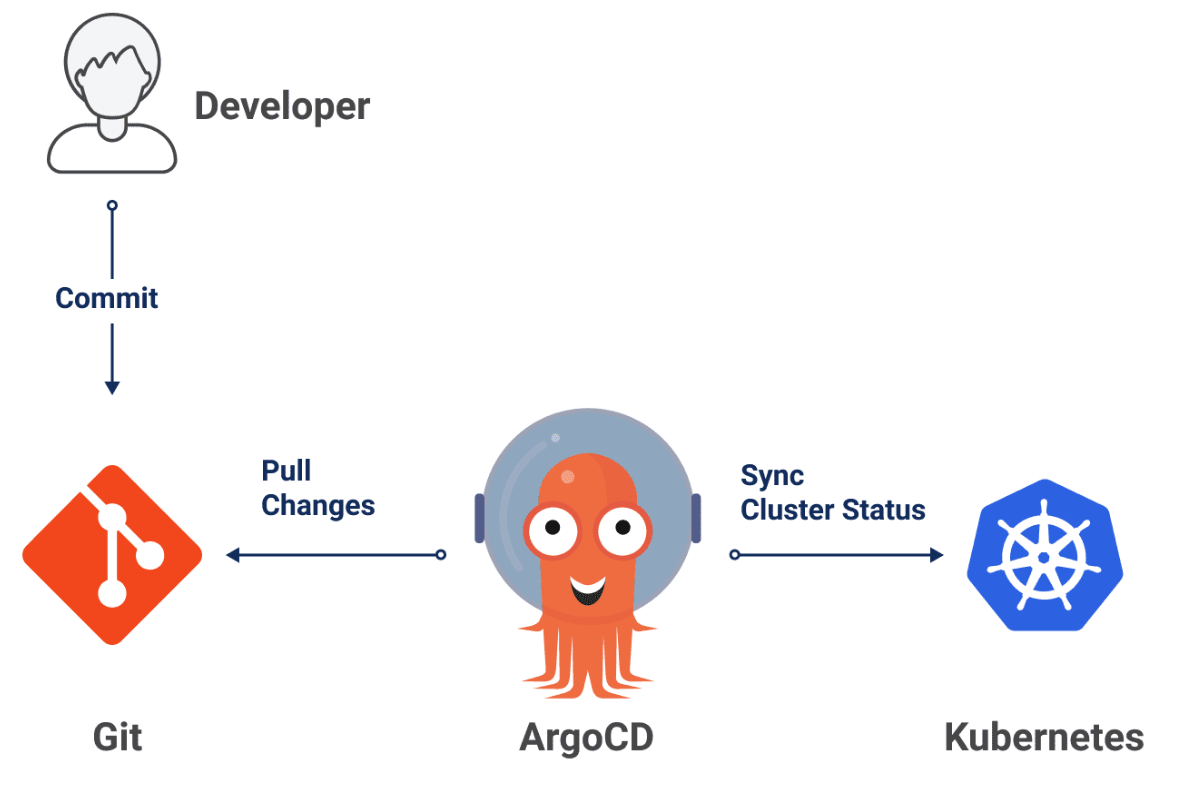 Developer
Commit
Pull
Changes
Sync
Cluster Status
Git
ArgoCD
Kubernetes